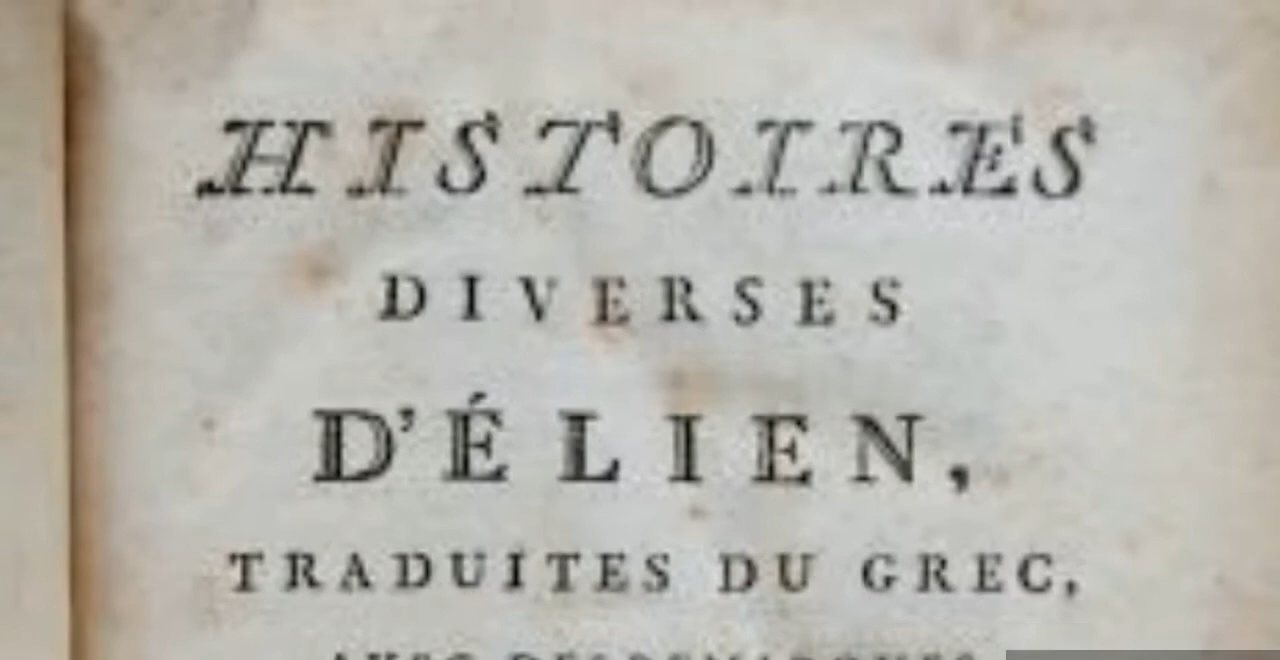 HISTOIRES
DIVERSES
D'ÉLIEN,
TRADUITES DU GREC,